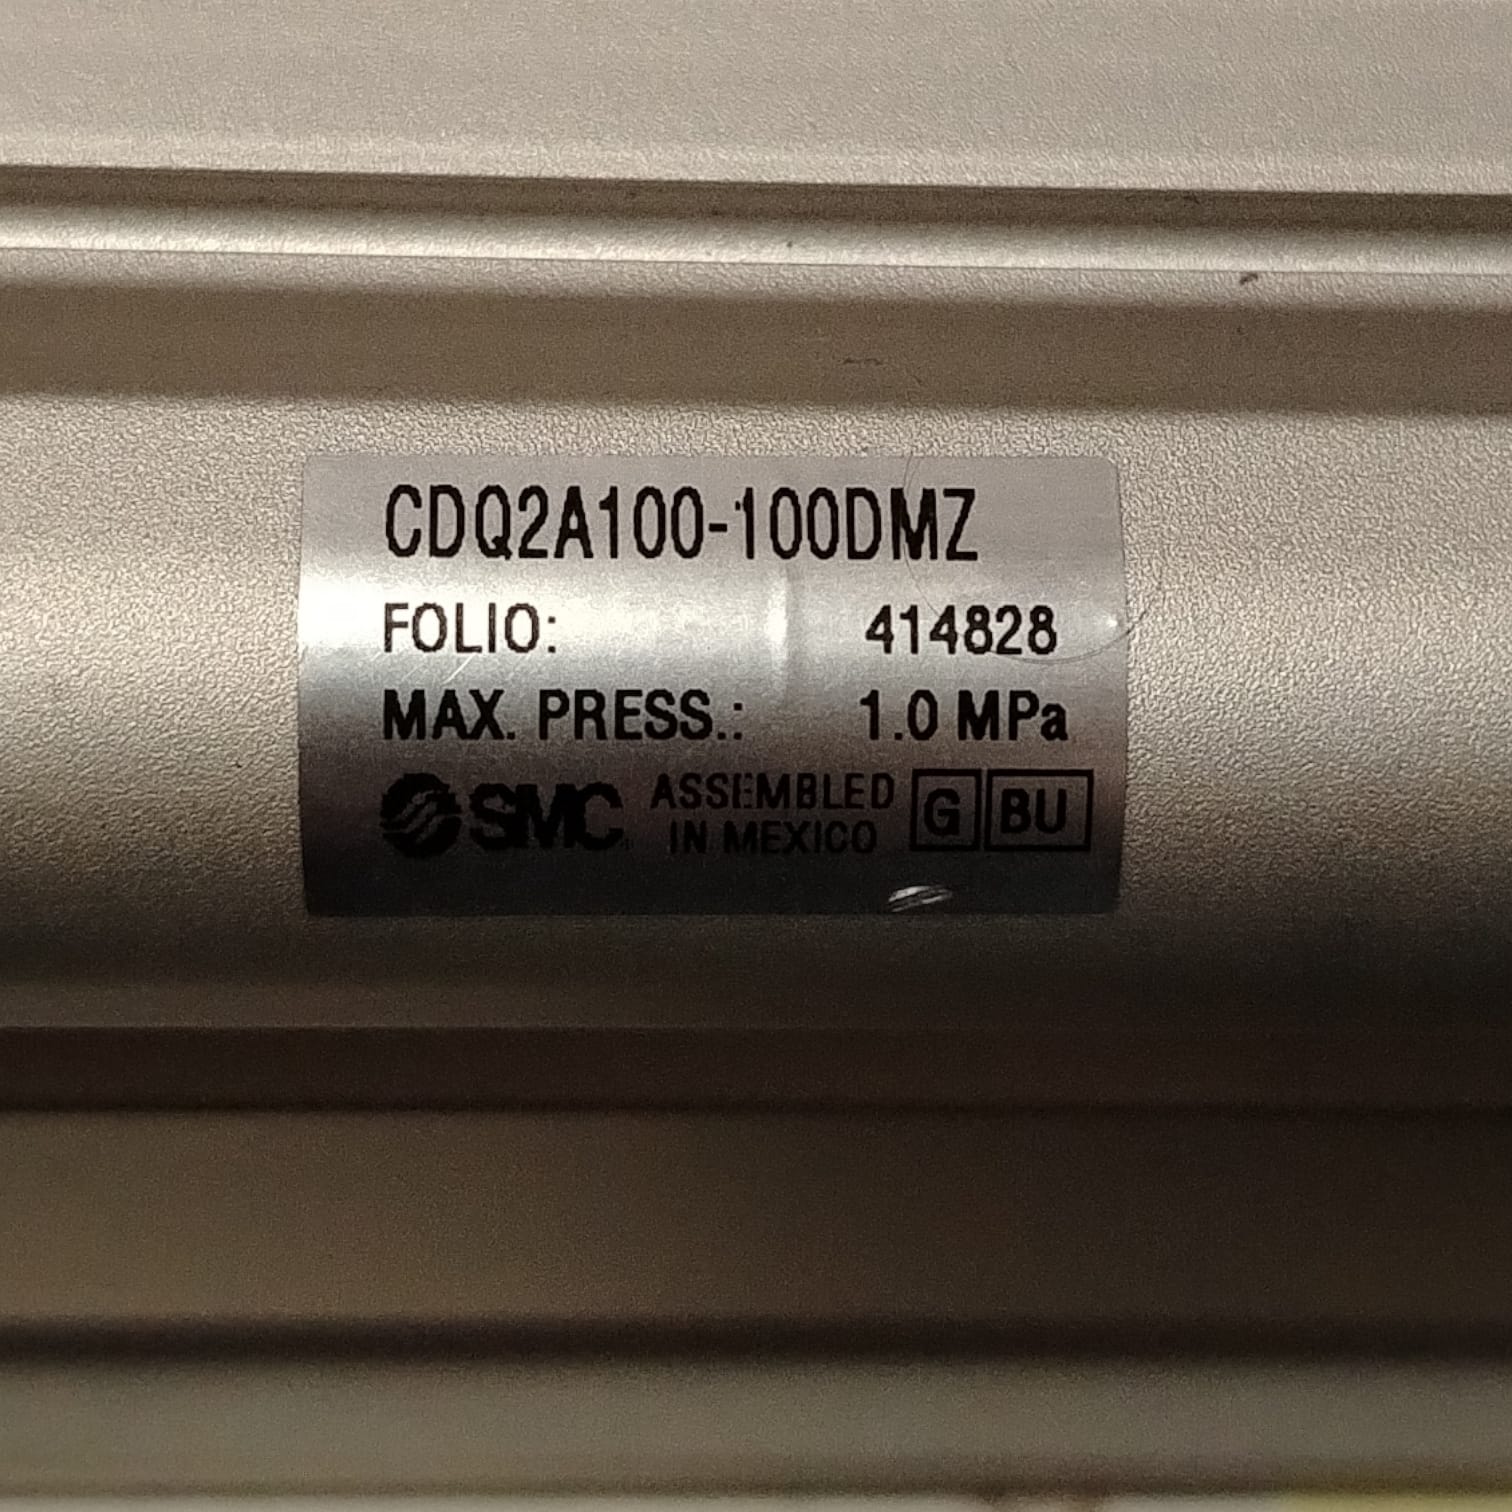 CDQ2A100-100DMZ
FOLIO: 414828
MAX. PRESS.: 1.0 MPa
SMC ASSEMBLED IN MEXICO G BU